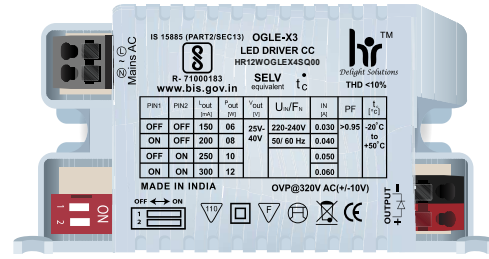 IS 15885 (PART2/SEC13)
OGLE-X3
LED DRIVER CC
HR12WOGLEX4SQ00
R- 71000183
www.bis.gov.in
SELV
equivalent
tc
hr TM
Delight Solutions
THD <10%
Mains AC
N ~ L
PIN1 PIN2 Iout [mA] Pout [W] Vout [V] UIN/FN IN [A] PF tc [°c]
OFF OFF 150 06 25V-40V 220-240V 0.030 >0.95 -20°C to +50°C
OFF ON 200 08 50/ 60 Hz 0.040
ON OFF 250 10 0.050
ON ON 300 12 0.060
MADE IN INDIA
OVP@320V AC(+/-10V)
OFF ON
1
2
110
F
CE
OUTPUT
- +
ON
1 2